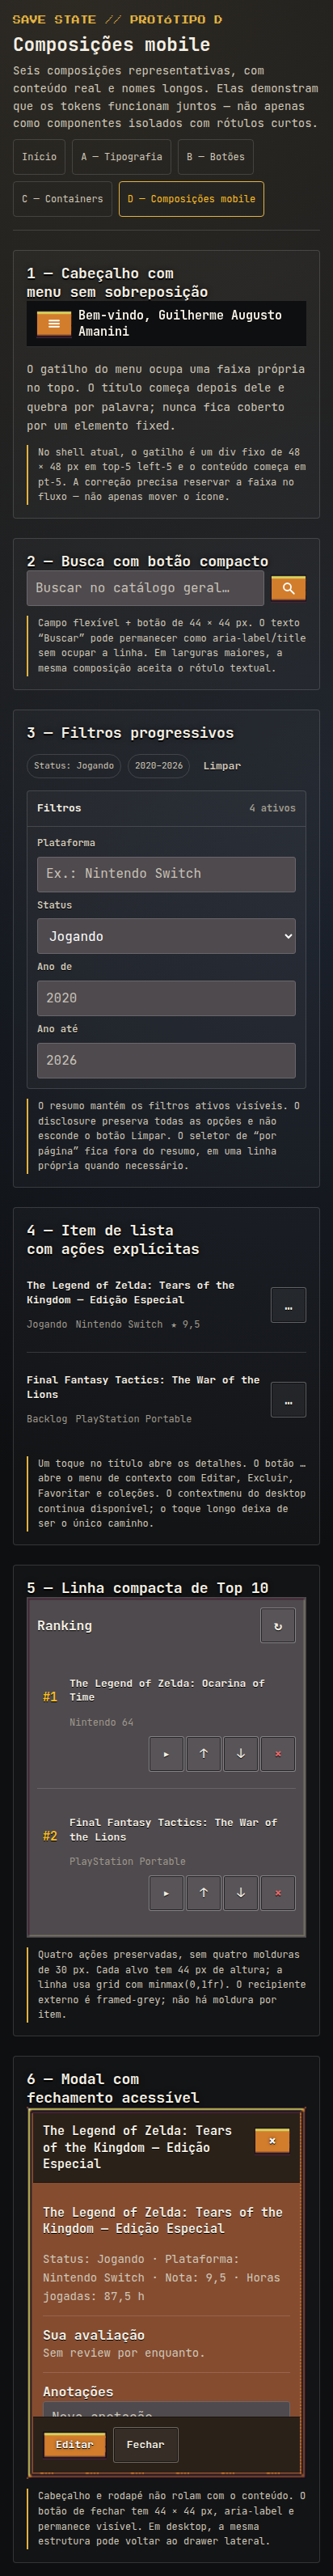 SAVE STATE // PROTóTIPO D
Composições mobile
Seis composições representativas, com
conteúdo real e nomes longos. Elas demonstram
que os tokens funcionam juntos — não apenas
como componentes isolados com rótulos curtos.
Início
A — Tipografia
B — Botões
C — Containers
D — Composições mobile
1 — Cabeçalho com
menu sem sobreposição
Bem-vindo, Guilherme Augusto
Amanini
O gatilho do menu ocupa uma faixa própria
no topo. O título começa depois dele e
quebra por palavra; nunca fica coberto
por um elemento fixed.
No shell atual, o gatilho é um div fixo de 48
× 48 px em top-5 left-5 e o conteúdo começa em
pt-5. A correção precisa reservar a faixa no
fluxo — não apenas mover o ícone.
2 — Busca com botão compacto
Buscar no catálogo geral…
Campo flexível + botão de 44 × 44 px. O texto
“Buscar” pode permanecer como aria-label/title
sem ocupar a linha. Em larguras maiores, a
mesma composição aceita o rótulo textual.
3 — Filtros progressivos
Status: Jogando
2020–2026
Limpar
Filtros
4 ativos
Plataforma
Ex.: Nintendo Switch
Status
Jogando
Ano de
2020
Ano até
2026
O resumo mantém os filtros ativos visíveis. O
disclosure preserva todas as opções e não
esconde o botão Limpar. O seletor de “por
página” fica fora do resumo, em uma linha
própria quando necessário.
4 — Item de lista
com ações explícitas
The Legend of Zelda: Tears of the
Kingdom — Edição Especial
Jogando Nintendo Switch ★ 9,5
…
Final Fantasy Tactics: The War of the
Lions
Backlog PlayStation Portable
…
Um toque no título abre os detalhes. O botão …
abre o menu de contexto com Editar, Excluir,
Favoritar e coleções. O contextmenu do desktop
continua disponível; o toque longo deixa de
ser o único caminho.
5 — Linha compacta de Top 10
Ranking
↻
#1
The Legend of Zelda: Ocarina of
Time
Nintendo 64
▸ ↑ ↓ ×
#2
Final Fantasy Tactics: The War of
the Lions
PlayStation Portable
▸ ↑ ↓ ×
Quatro ações preservadas, sem quatro molduras
de 30 px. Cada alvo tem 44 px de altura; a
linha usa grid com minmax(0,1fr). O recipiente
externo é framed-grey; não há moldura por
item.
6 — Modal com
fechamento acessível
The Legend of Zelda: Tears
of the Kingdom — Edição
Especial
×
The Legend of Zelda: Tears of the
Kingdom — Edição Especial
Status: Jogando · Plataforma:
Nintendo Switch · Nota: 9,5 · Horas
jogadas: 87,5 h
Sua avaliação
Sem review por enquanto.
Anotações
Nova anotação…
Editar
Fechar
Cabeçalho e rodapé não rolam com o conteúdo. O
botão de fechar tem 44 × 44 px, aria-label e
permanece visível. Em desktop, a mesma
estrutura pode voltar ao drawer lateral.